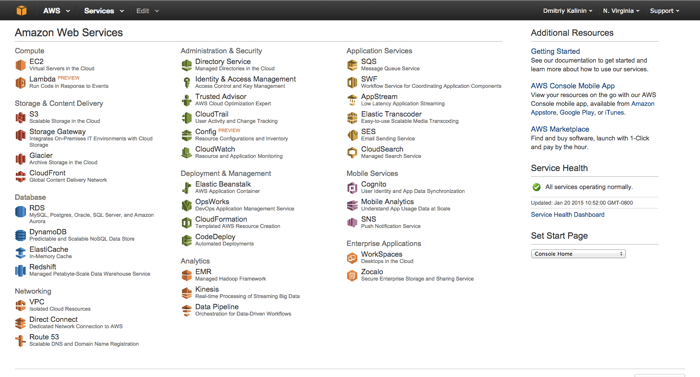 AWS Services Edit Dmitriy Kalinin N. Virginia Support
Amazon Web Services
Compute
EC2
Virtual Servers in the Cloud
Lambda PREVIEW
Run Code in Response to Events
Storage & Content Delivery
S3
Scalable Storage in the Cloud
Storage Gateway
Integrates On-Premises IT Environments with Cloud
Storage
Glacier
Archive Storage in the Cloud
CloudFront
Global Content Delivery Network
Database
RDS
MySQL, Postgres, Oracle, SQL Server, and Amazon
Aurora
DynamoDB
Predictable and Scalable NoSQL Data Store
ElastiCache
In-Memory Cache
Redshift
Managed Petabyte-Scale Data Warehouse Service
Networking
VPC
Isolated Cloud Resources
Direct Connect
Dedicated Network Connection to AWS
Route 53
Scalable DNS and Domain Name Registration
Administration & Security
Directory Service
Managed Directories in the Cloud
Identity & Access Management
Access Control and Key Management
Trusted Advisor
AWS Cloud Optimization Expert
CloudTrail
User Activity and Change Tracking
Config PREVIEW
Resource Configurations and Inventory
CloudWatch
Resource and Application Monitoring
Deployment & Management
Elastic Beanstalk
AWS Application Container
OpsWorks
DevOps Application Management Service
CloudFormation
Templated AWS Resource Creation
CodeDeploy
Automated Deployments
Analytics
EMR
Managed Hadoop Framework
Kinesis
Real-time Processing of Streaming Big Data
Data Pipeline
Orchestration for Data-Driven Workflows
Application Services
SQS
Message Queue Service
SWF
Workflow Service for Coordinating Application Components
AppStream
Low Latency Application Streaming
Elastic Transcoder
Easy-to-use Scalable Media Transcoding
SES
Email Sending Service
CloudSearch
Managed Search Service
Mobile Services
Cognito
User Identity and App Data Synchronization
Mobile Analytics
Understand App Usage Data at Scale
SNS
Push Notification Service
Enterprise Applications
WorkSpaces
Desktops in the Cloud
Zocalo
Secure Enterprise Storage and Sharing Service
Additional Resources
Getting Started
See our documentation to get started and
learn more about how to use our services.
AWS Console Mobile App
View your resources on the go with our AWS
Console mobile app, available from Amazon
Appstore, Google Play, or iTunes.
AWS Marketplace
Find and buy software, launch with 1-Click
and pay by the hour.
Service Health
All services operating normally.
Updated: Jan 20 2015 10:52:00 GMT-0800
Service Health Dashboard
Set Start Page
Console Home